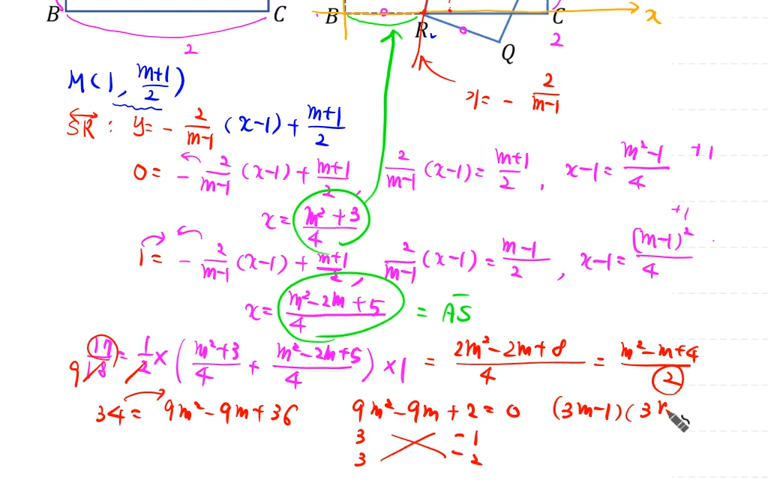 B C B R C x
2 Q 2
M(1, (m+1)/2) x = - 2/(m-1)
SR : y = - 2/(m-1) (x-1) + (m+1)/2
0 = - 2/(m-1) (x-1) + (m+1)/2, 2/(m-1) (x-1) = (m+1)/2, x-1 = (m²-1)/4 +1
x = (m²+3)/4
1 = - 2/(m-1) (x-1) + (m+1)/2, 2/(m-1) (x-1) = (m-1)/2, x-1 = (m-1)²/4 +1
x = (m²-2m+5)/4 = AS
9 17/18 = 1/2 × ( (m²+3)/4 + (m²-2m+5)/4 ) × 1 = (2m²-2m+8)/4 = (m²-m+4)/2
34 = 9m²-9m+36 9m²-9m+2 = 0 (3m-1)(3
3 -1
3 -2